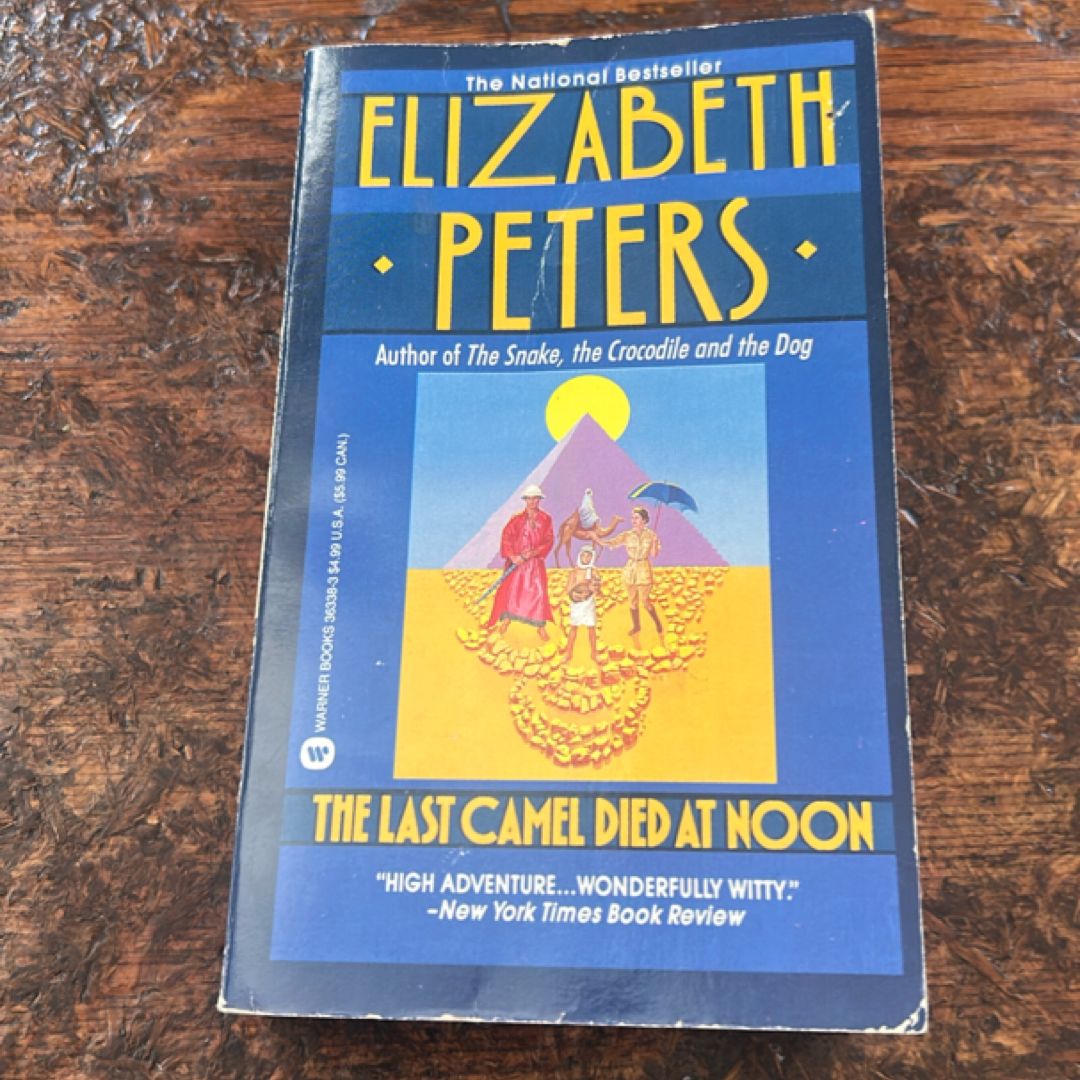 The National Bestseller
ELIZABETH
PETERS
Author of The Snake, the Crocodile and the Dog
WARNER BOOKS 36338-3 $4.99 U.S.A. ($5.99 CAN.)
W
THE LAST CAMEL DIED AT NOON
“HIGH ADVENTURE...WONDERFULLY WITTY.”
–New York Times Book Review